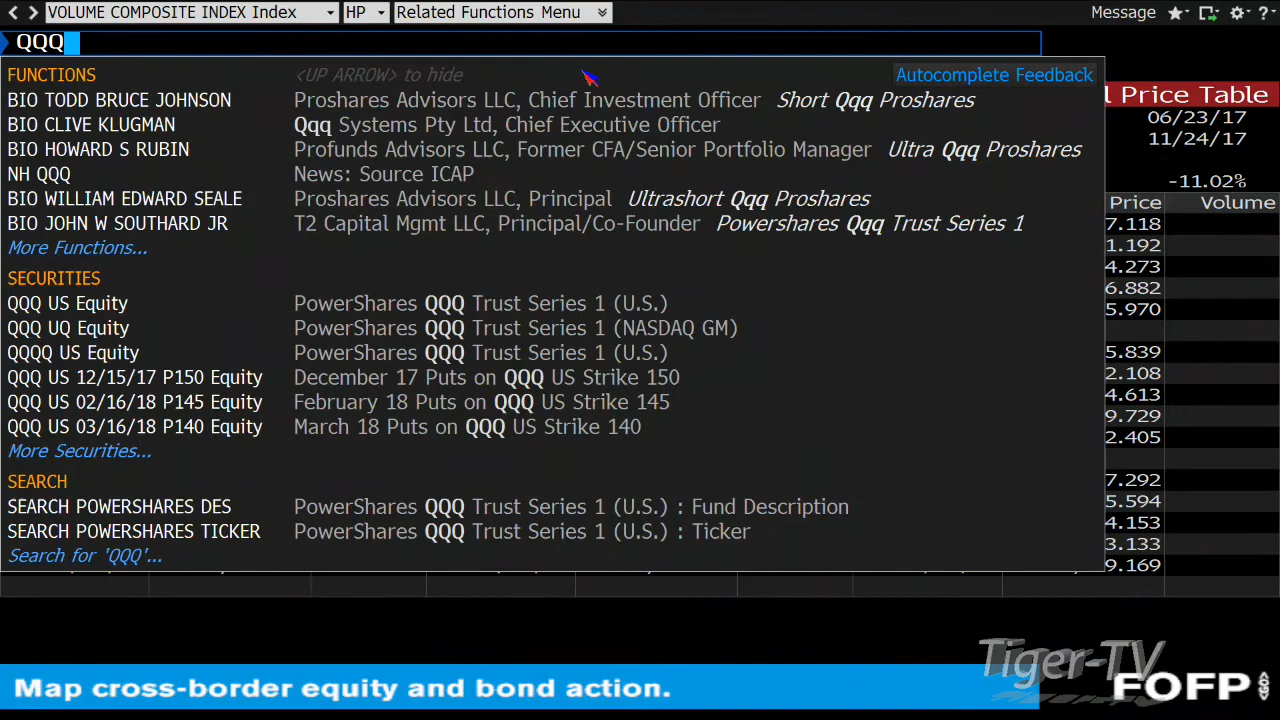 VOLUME COMPOSITE INDEX Index HP Related Functions Menu Message
QQQ
FUNCTIONS <UP ARROW> to hide Autocomplete Feedback
BIO TODD BRUCE JOHNSON Proshares Advisors LLC, Chief Investment Officer Short Qqq Proshares
BIO CLIVE KLUGMAN Qqq Systems Pty Ltd, Chief Executive Officer
BIO HOWARD S RUBIN Profunds Advisors LLC, Former CFA/Senior Portfolio Manager Ultra Qqq Proshares
NH QQQ News: Source ICAP
BIO WILLIAM EDWARD SEALE Proshares Advisors LLC, Principal Ultrashort Qqq Proshares
BIO JOHN W SOUTHARD JR T2 Capital Mgmt LLC, Principal/Co-Founder Powershares Qqq Trust Series 1
More Functions...
SECURITIES
QQQ US Equity PowerShares QQQ Trust Series 1 (U.S.)
QQQ UQ Equity PowerShares QQQ Trust Series 1 (NASDAQ GM)
QQQQ US Equity PowerShares QQQ Trust Series 1 (U.S.)
QQQ US 12/15/17 P150 Equity December 17 Puts on QQQ US Strike 150
QQQ US 02/16/18 P145 Equity February 18 Puts on QQQ US Strike 145
QQQ US 03/16/18 P140 Equity March 18 Puts on QQQ US Strike 140
More Securities...
SEARCH
SEARCH POWERSHARES DES PowerShares QQQ Trust Series 1 (U.S.) : Fund Description
SEARCH POWERSHARES TICKER PowerShares QQQ Trust Series 1 (U.S.) : Ticker
Search for 'QQQ'...
l Price Table
06/23/17
11/24/17
-11.02%
Price Volume
7.118
1.192
4.273
6.882
5.970
5.839
2.108
4.613
9.729
2.405
7.292
5.594
4.153
3.133
9.169
Tiger-TV
Map cross-border equity and bond action. FOFP <GO>